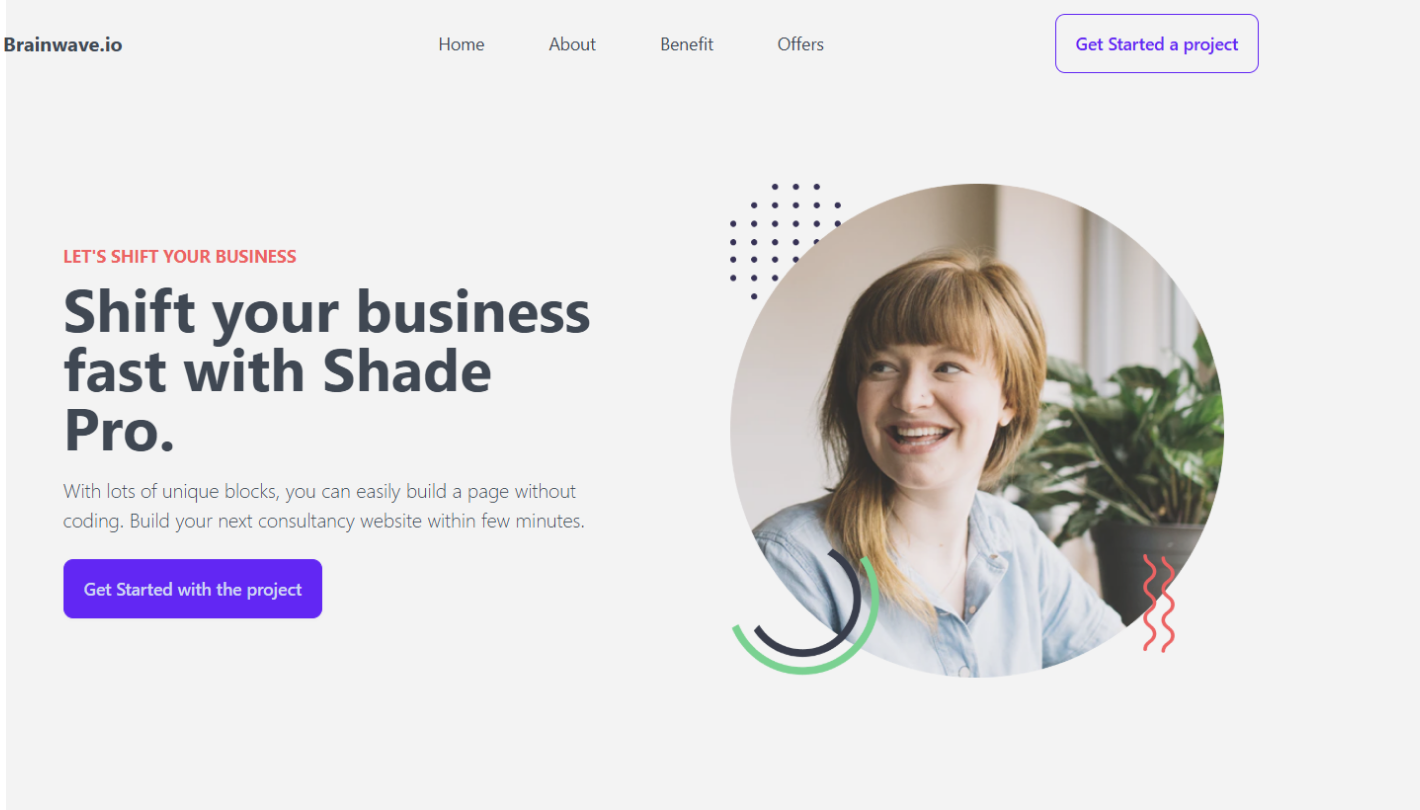 Brainwave.io
Home
About
Benefit
Offers
Get Started a project
LET'S SHIFT YOUR BUSINESS
Shift your business
fast with Shade
Pro.
With lots of unique blocks, you can easily build a page without
coding. Build your next consultancy website within few minutes.
Get Started with the project